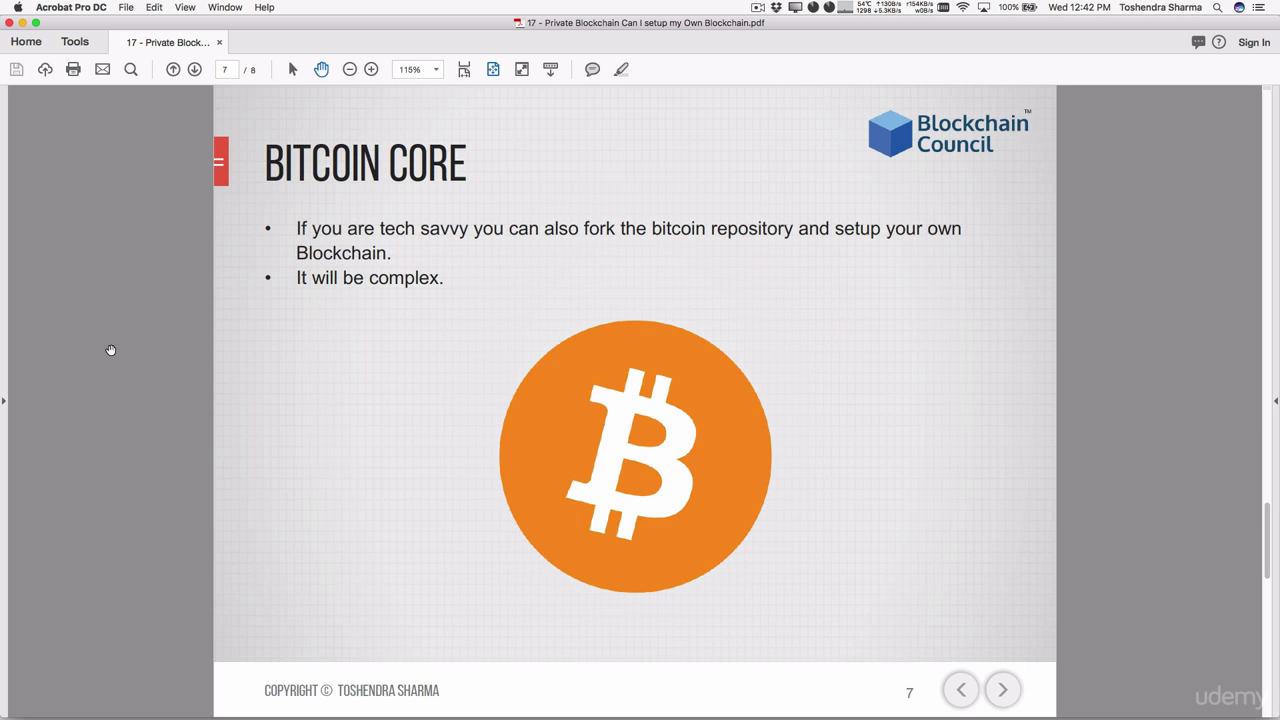 Acrobat Pro DC File Edit View Window Help
54°C ↑130B/s r154KB/s
1298 ↓5.3KB/s w0B/s
100% Wed 12:42 PM Toshendra Sharma
17 - Private Blockchain Can I setup my Own Blockchain.pdf
Home Tools 17 - Private Block... × Sign In
7 / 8 115%
Blockchain™
Council
BITCOIN CORE
• If you are tech savvy you can also fork the bitcoin repository and setup your own
Blockchain.
• It will be complex.
COPYRIGHT © TOSHENDRA SHARMA
7
udemy